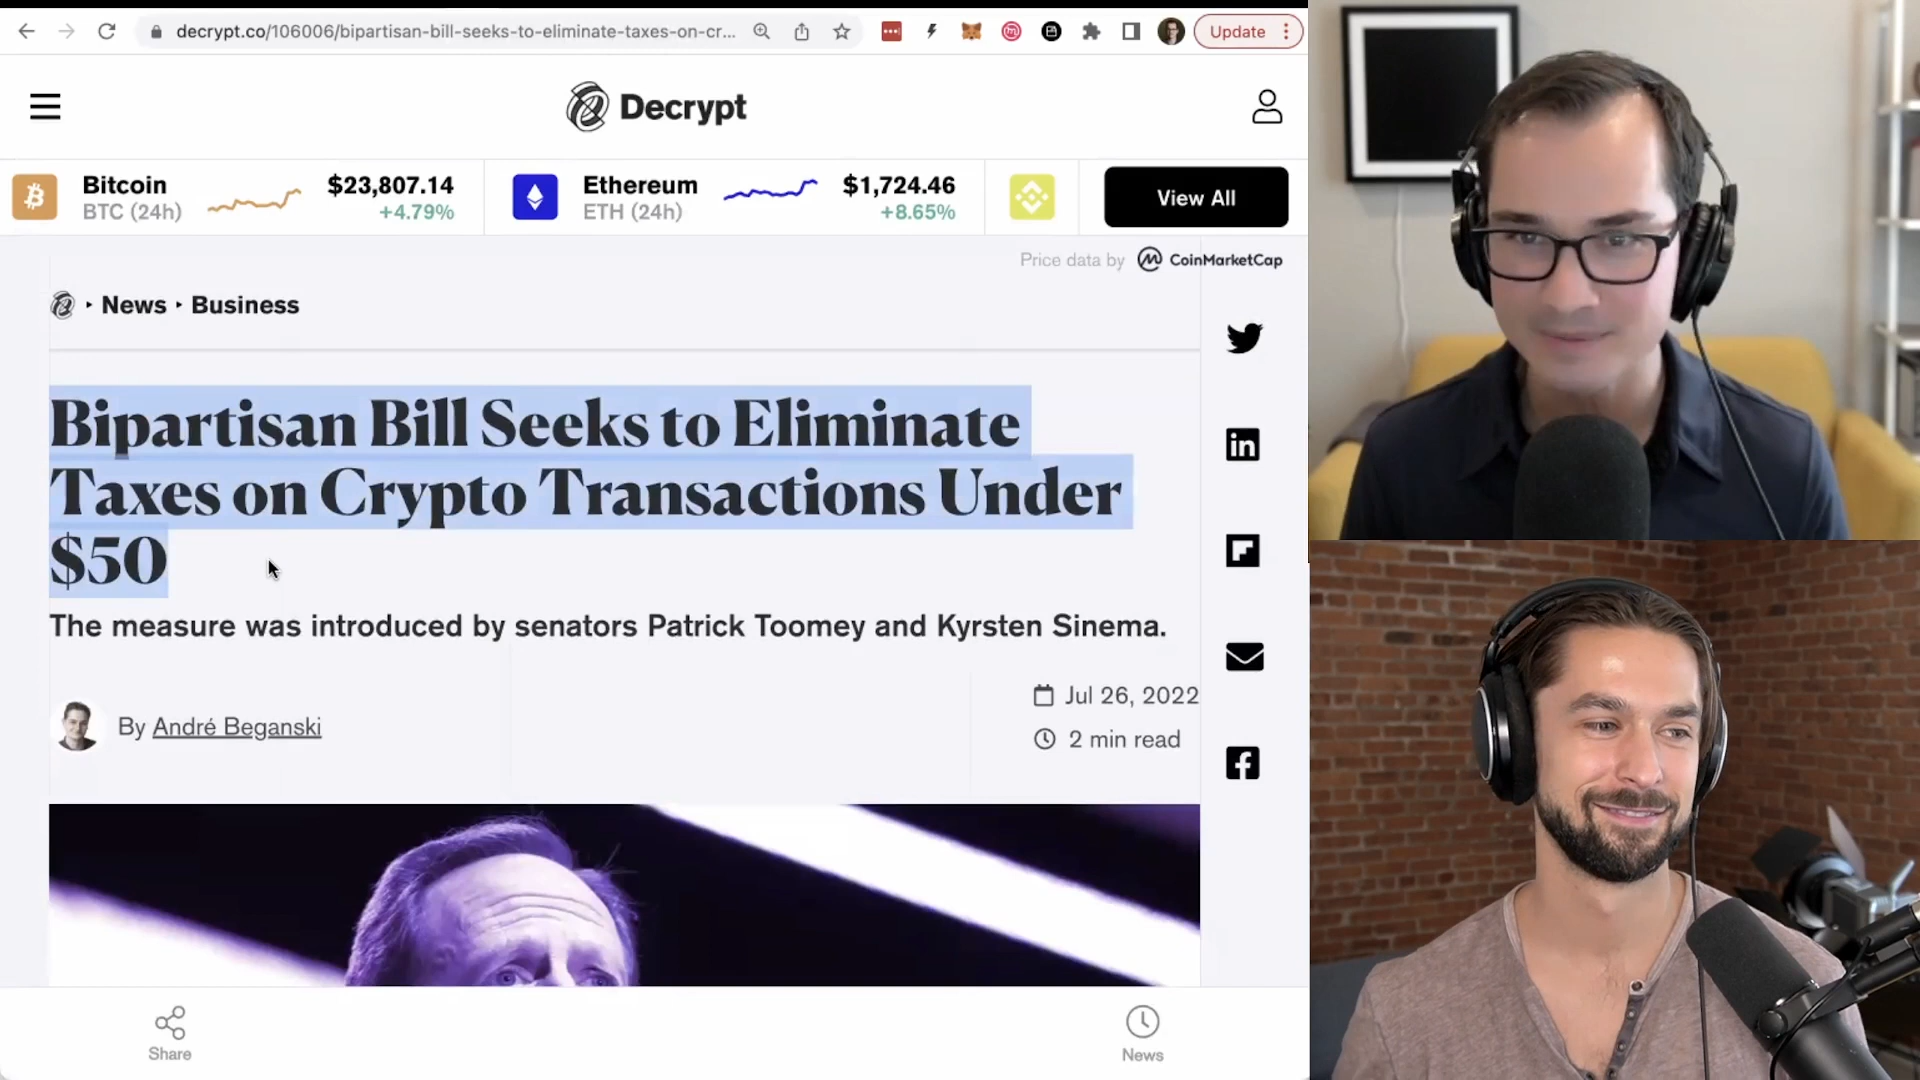 decrypt.co/106006/bipartisan-bill-seeks-to-eliminate-taxes-on-cr...
Update
Decrypt
Bitcoin
BTC (24h)
$23,807.14
+4.79%
Ethereum
ETH (24h)
$1,724.46
+8.65%
View All
Price data by CoinMarketCap
News ‣ Business
Bipartisan Bill Seeks to Eliminate
Taxes on Crypto Transactions Under
$50
The measure was introduced by senators Patrick Toomey and Kyrsten Sinema.
By André Beganski
Jul 26, 2022
2 min read
Share
News